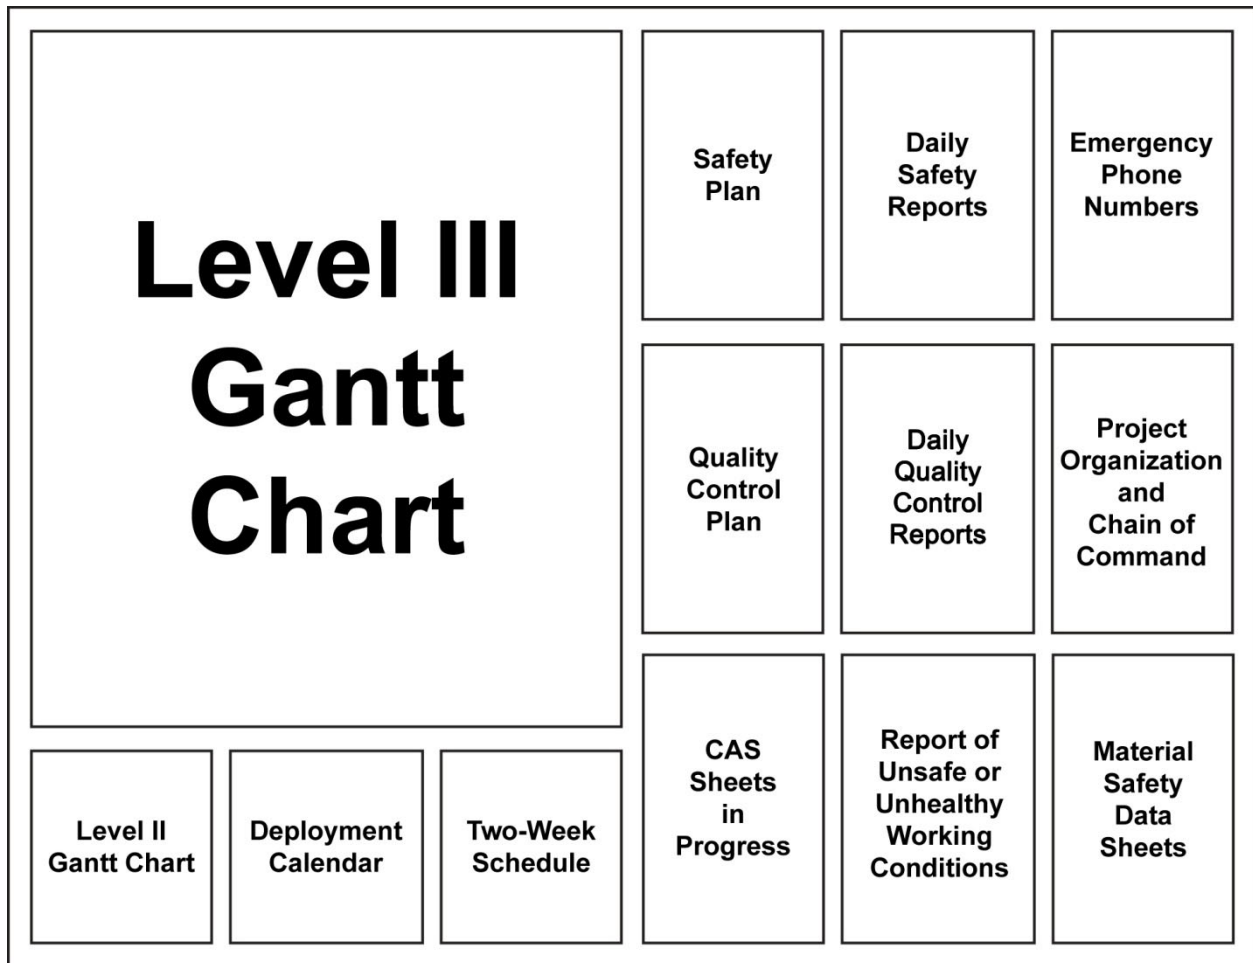 Level III
Gantt
Chart
Safety
Plan
Daily
Safety
Reports
Emergency
Phone
Numbers
Quality
Control
Plan
Daily
Quality
Control
Reports
Project
Organization
and
Chain of
Command
Level II
Gantt Chart
Deployment
Calendar
Two-Week
Schedule
CAS
Sheets
in
Progress
Report of
Unsafe or
Unhealthy
Working
Conditions
Material
Safety
Data
Sheets